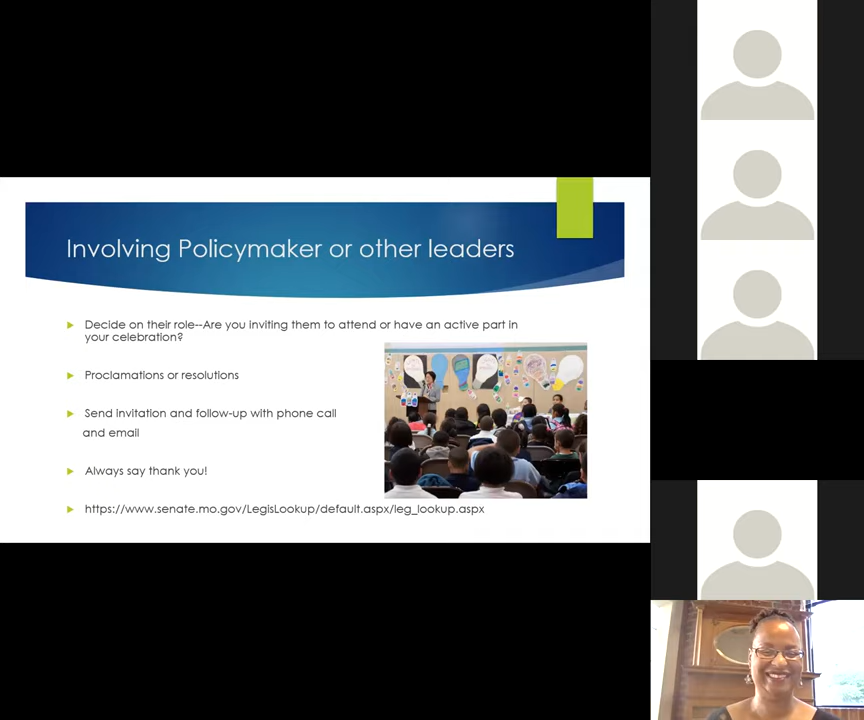 Involving Policymaker or other leaders
Decide on their role--Are you inviting them to attend or have an active part in
your celebration?
Proclamations or resolutions
Send invitation and follow-up with phone call
and email
Always say thank you!
https://www.senate.mo.gov/LegisLookup/default.aspx/leg_lookup.aspx